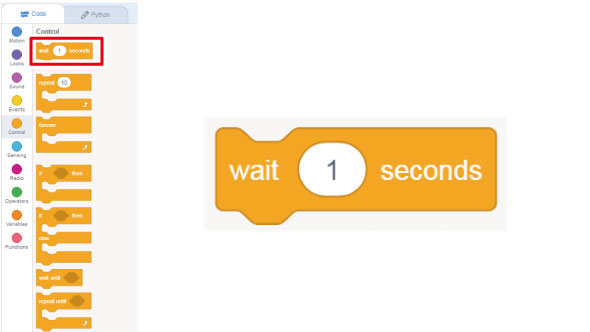 Code
Python
Control
Motion
Looks
Sound
Events
Control
Sensing
Radio
Operators
Variables
Functions
wait 1 seconds
repeat 10
forever
if then
if then
else
wait until
repeat until
wait 1 seconds